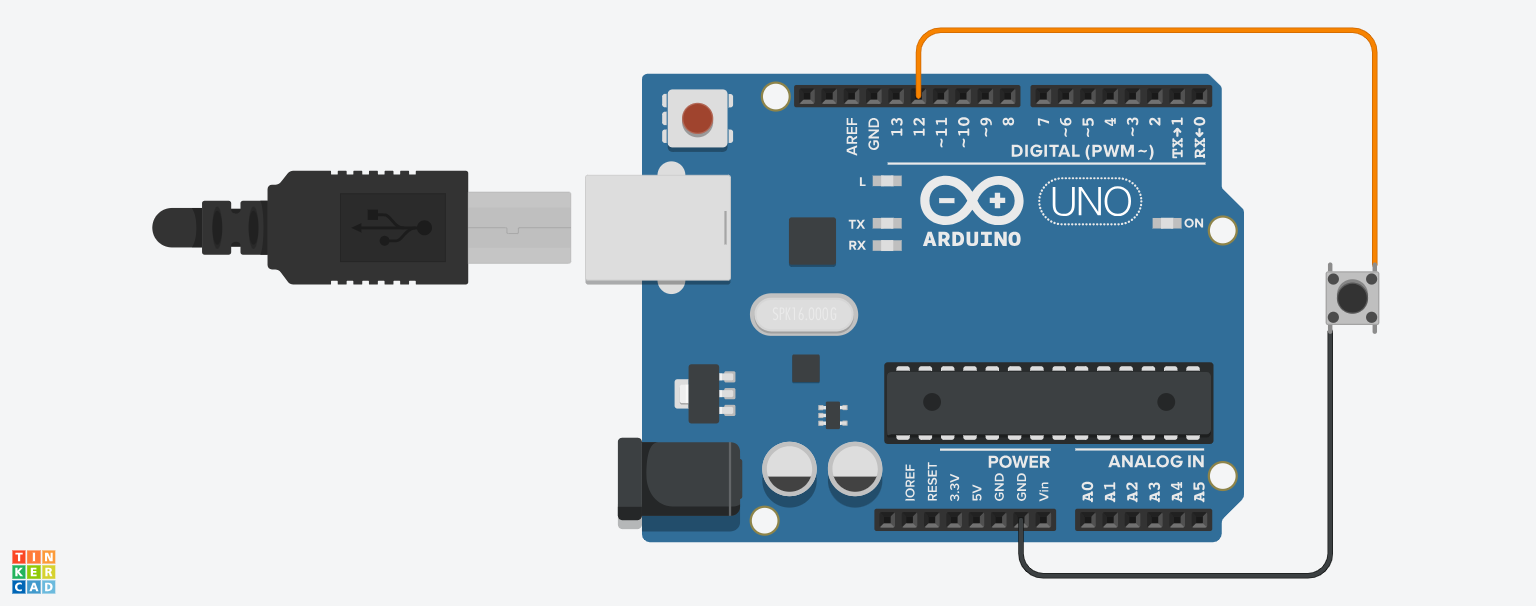 AREF
GND
13
12
~11
~10
~9
8
7
~6
~5
4
~3
2
TX→1
RX←0
DIGITAL (PWM~)
L
TX
RX
ARDUINO
UNO
ON
SPK16.000G
IOREF
RESET
3.3V
5V
GND
GND
Vin
POWER
ANALOG IN
A0
A1
A2
A3
A4
A5
TIN
KER
CAD